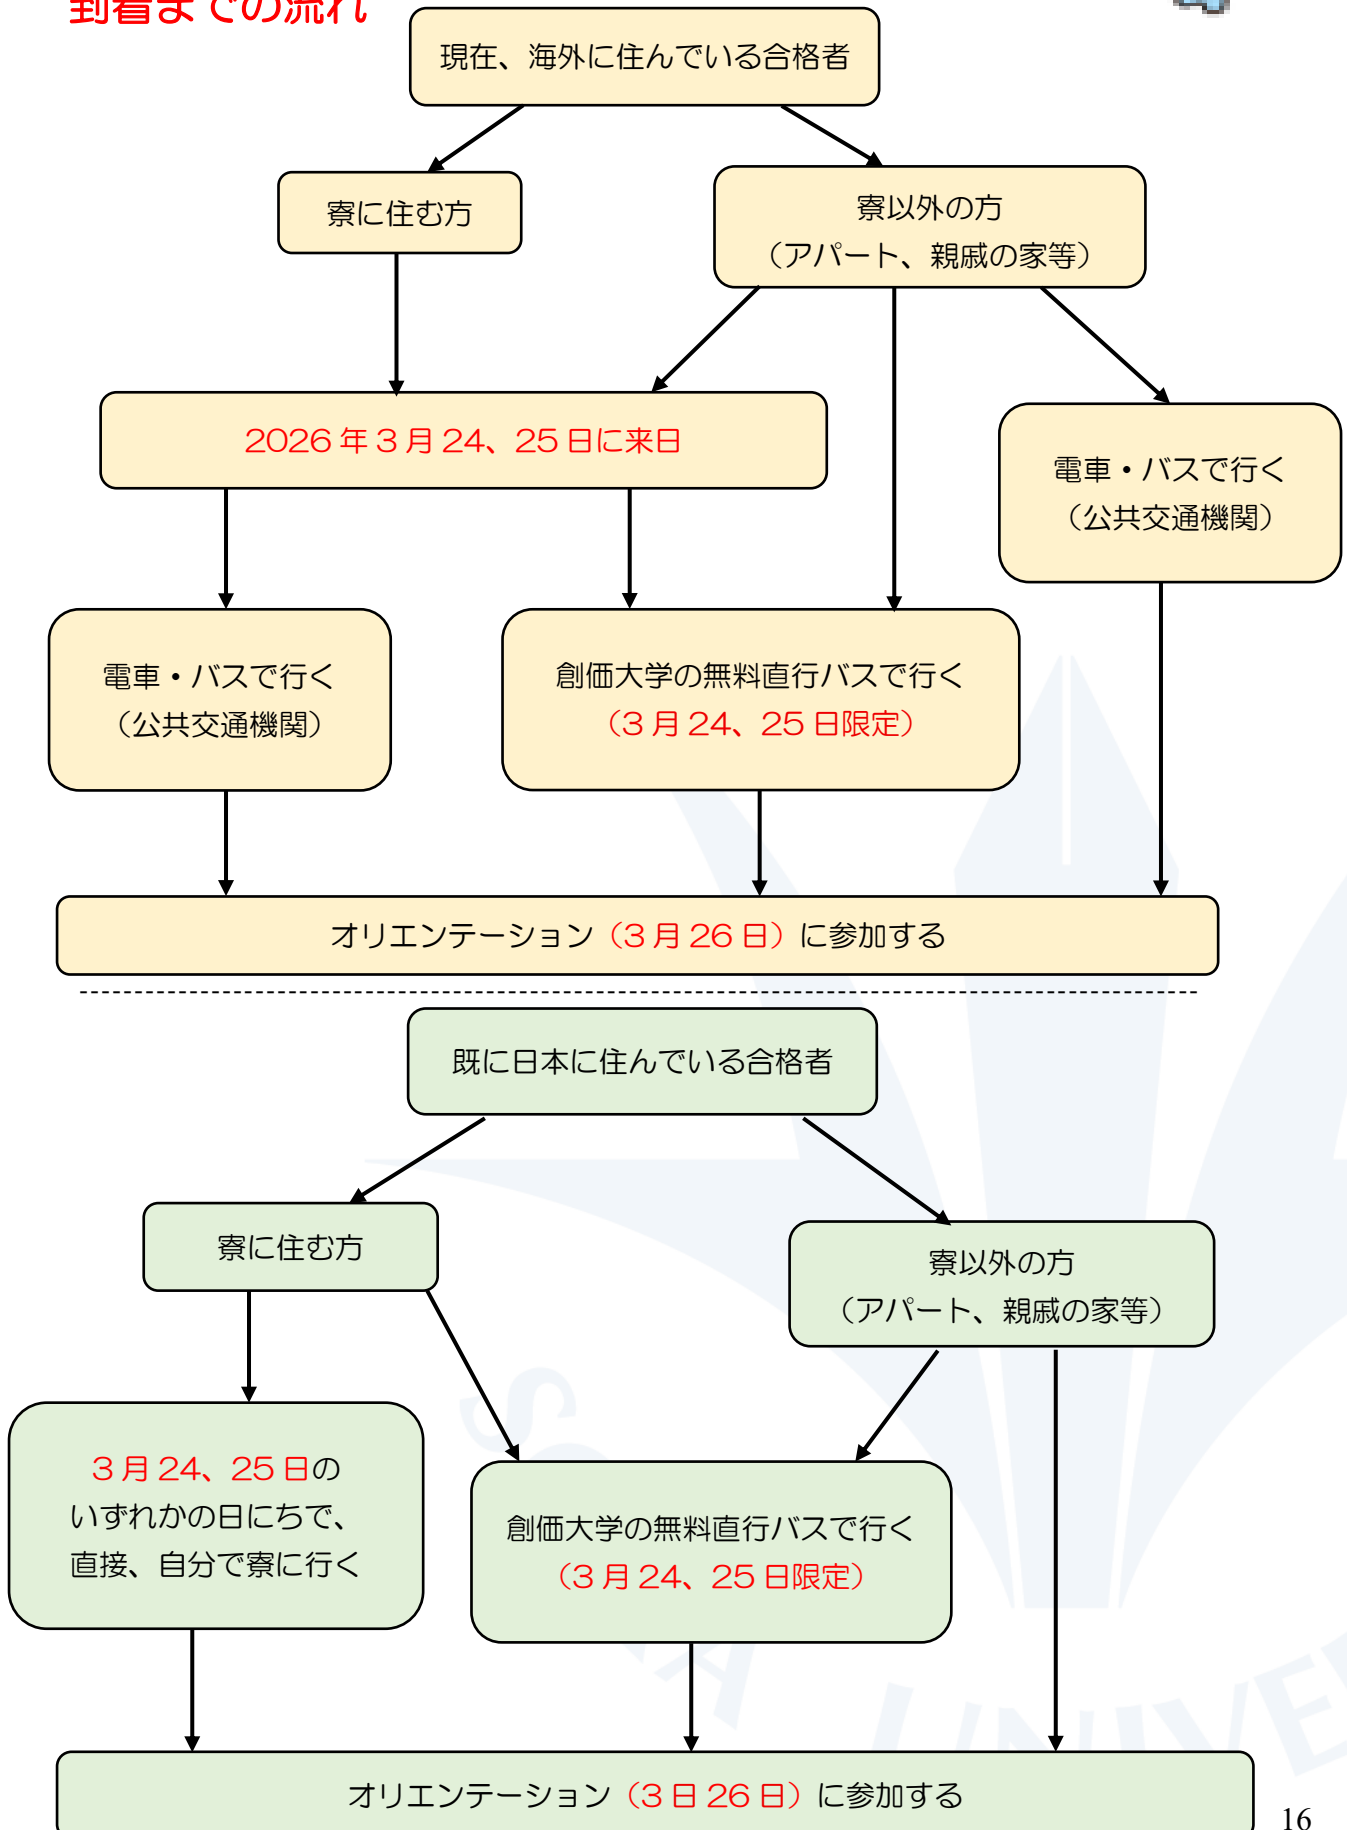 到着までの流れ
現在、海外に住んでいる合格者
寮に住む方
寮以外の方
（アパート、親戚の家等）
2026年3月24、25日に来日
電車・バスで行く
（公共交通機関）
電車・バスで行く
（公共交通機関）
創価大学の無料直行バスで行く
（3月24、25日限定）
オリエンテーション（3月26日）に参加する
既に日本に住んでいる合格者
寮に住む方
寮以外の方
（アパート、親戚の家等）
3月24、25日の
いずれかの日にちで、
直接、自分で寮に行く
創価大学の無料直行バスで行く
（3月24、25日限定）
オリエンテーション（3日26日）に参加する
16